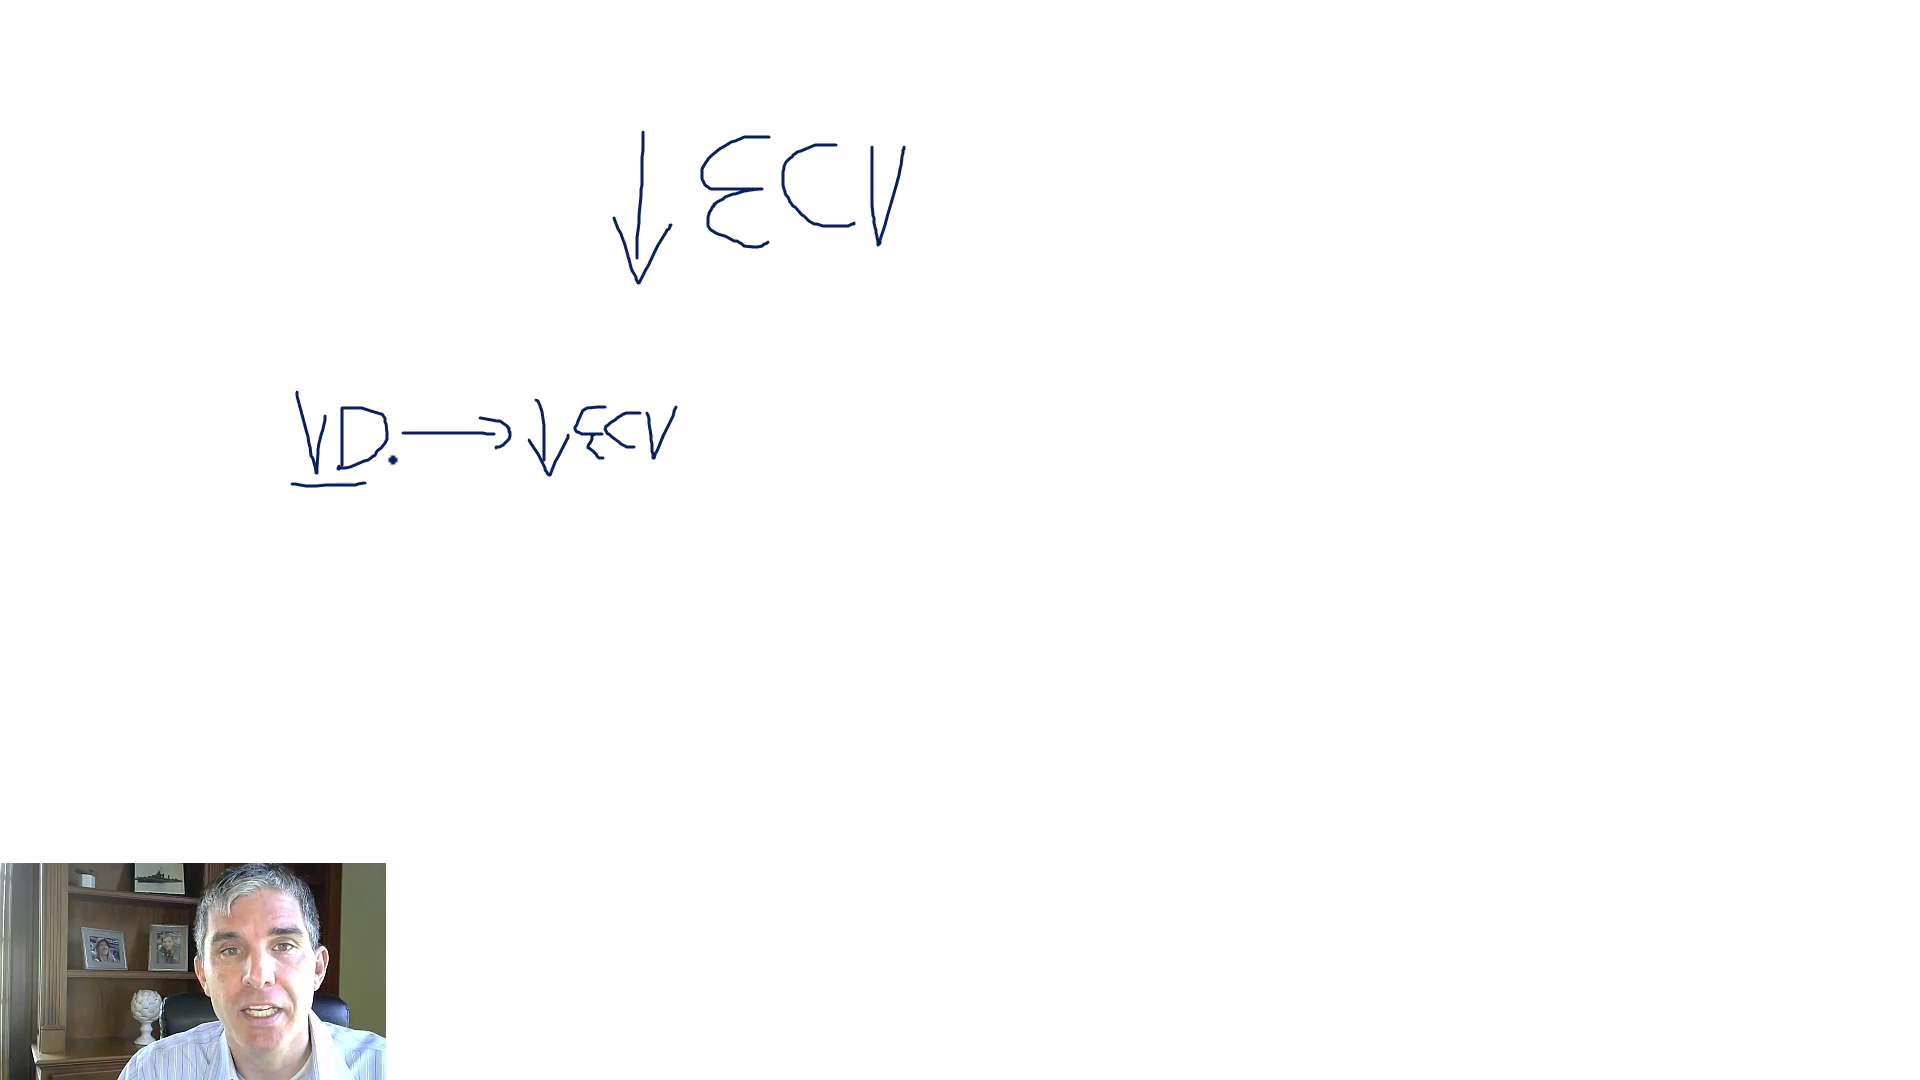 ↓ ECV
VD. → ↓ ECV